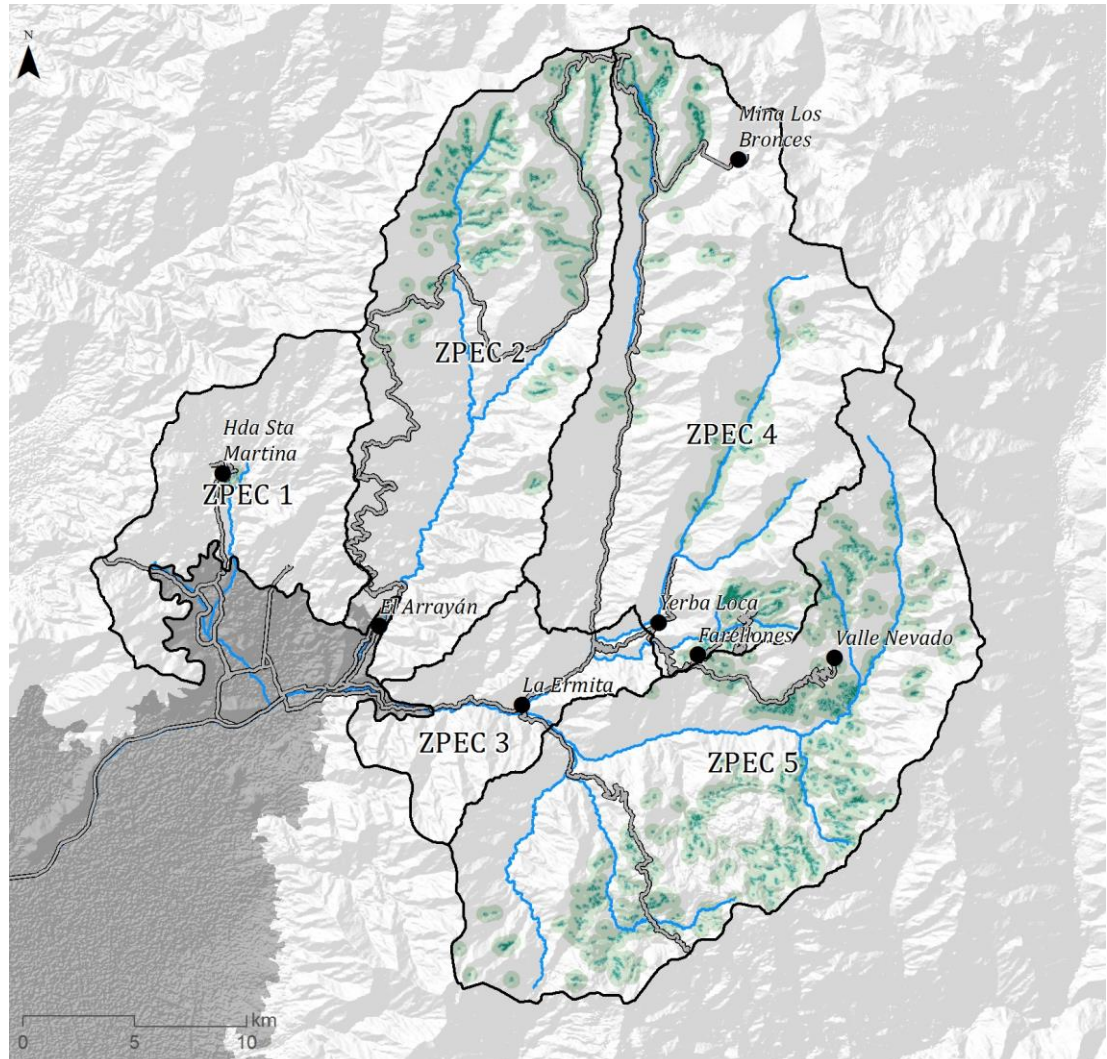 N
Mina Los
Bronces
ZPEC 2
Hda Sta
Martina
ZPEC 4
ZPEC 1
El Arrayán
Yerba Loca
Farellones
Valle Nevado
La Ermita
ZPEC 3
ZPEC 5
km
0 5 10